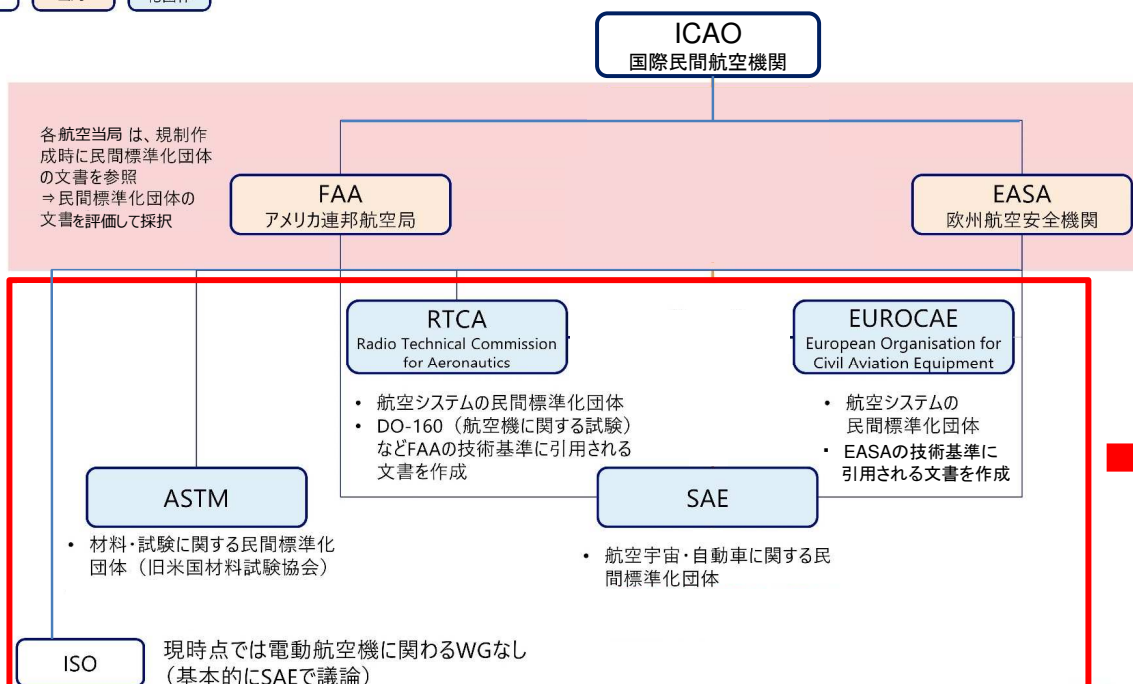 ICAO
国際民間航空機関
各航空当局 は、規制作
成時に民間標準化団体
の文書を参照
⇒民間標準化団体の
文書を評価して採択
FAA
アメリカ連邦航空局
EASA
欧州航空安全機関
RTCA
Radio Technical Commission
for Aeronautics
EUROCAE
European Organisation for
Civil Aviation Equipment
• 航空システムの民間標準化団体
• DO-160（航空機に関する試験）
などFAAの技術基準に引用される
文書を作成
• 航空システムの
民間標準化団体
• EASAの技術基準に
引用される文書を作成
ASTM
SAE
• 材料・試験に関する民間標準化
団体（旧米国材料試験協会）
• 航空宇宙・自動車に関する民
間標準化団体
ISO
現時点では電動航空機に関わるWGなし
（基本的にSAEで議論）